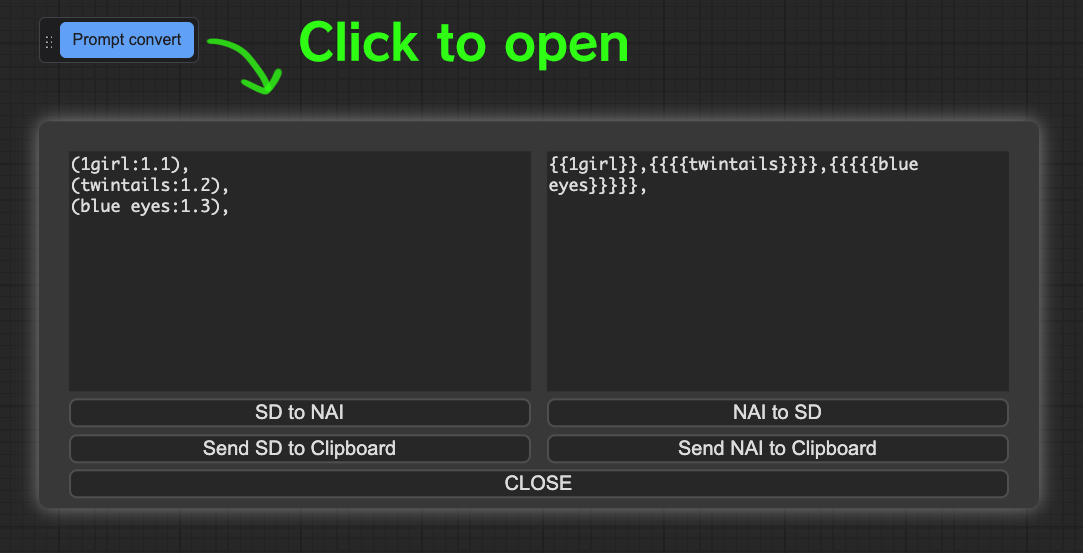 Prompt convert
Click to open
(1girl:1.1),
(twintails:1.2),
(blue eyes:1.3),
{{1girl}},{{{{twintails}}}},{{{{{blue
eyes}}}}},
SD to NAI
NAI to SD
Send SD to Clipboard
Send NAI to Clipboard
CLOSE